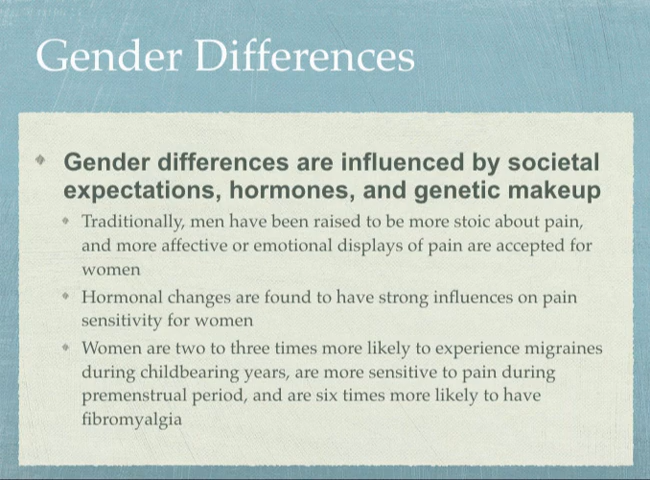 Gender Differences
Gender differences are influenced by societal
expectations, hormones, and genetic makeup
Traditionally, men have been raised to be more stoic about pain,
and more affective or emotional displays of pain are accepted for
women
Hormonal changes are found to have strong influences on pain
sensitivity for women
Women are two to three times more likely to experience migraines
during childbearing years, are more sensitive to pain during
premenstrual period, and are six times more likely to have
fibromyalgia